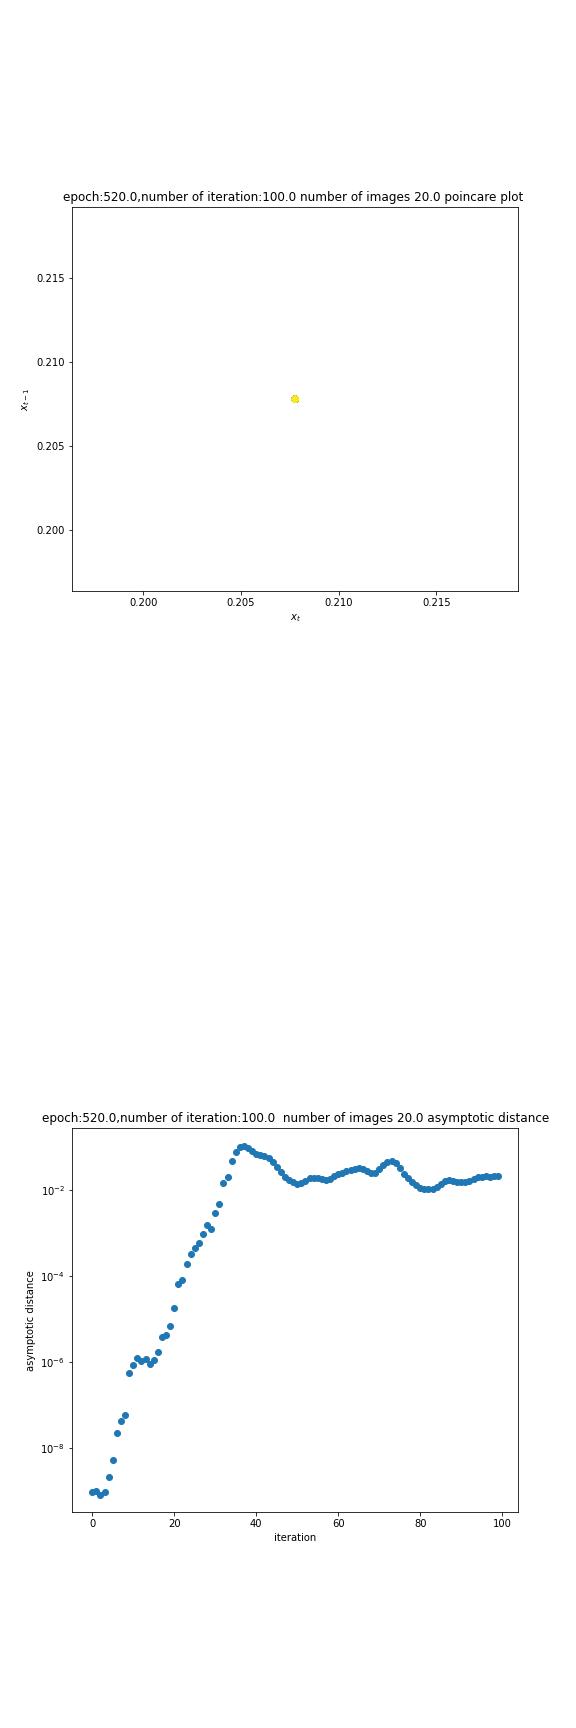 epoch:520.0,number of iteration:100.0 number of images 20.0 poincare plot
0.215
0.210
0.205
0.200
x_{t-1}
0.200 0.205 0.210 0.215
x_t
epoch:520.0,number of iteration:100.0  number of images 20.0 asymptotic distance
10^{-2}
10^{-4}
10^{-6}
10^{-8}
asymptotic distance
0 20 40 60 80 100
iteration